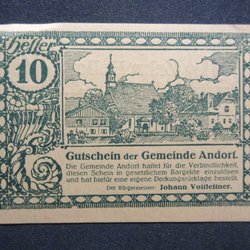 heller
10
Gutschein der Gemeinde Andorf.
Die Gemeinde Andorf haftet für die Verbindlichkeit,
diesen Schein in gesetzlichem Bargelde einzulösen
und hat hiefür eine eigene Deckungsrücklage bestellt.
Der Bürgermeister Johann Voitleitner.